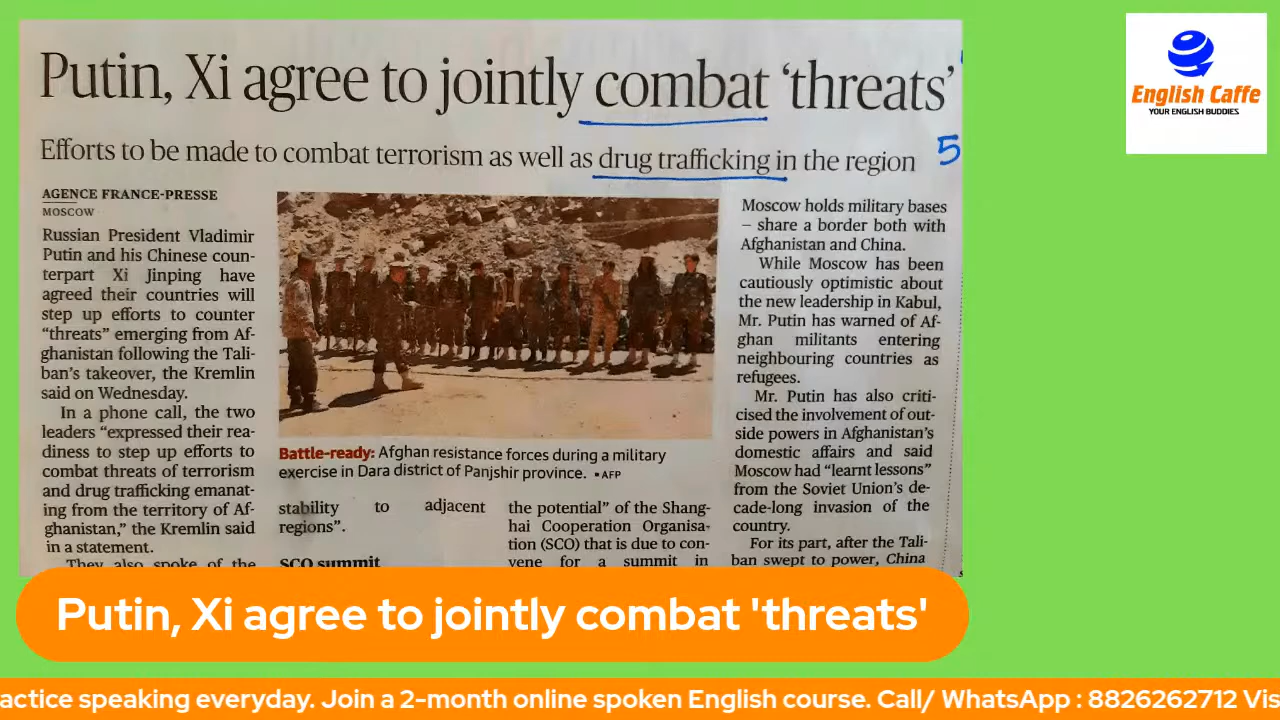 Putin, Xi agree to jointly combat ‘threats’
Efforts to be made to combat terrorism as well as drug trafficking in the region
5
AGENCE FRANCE-PRESSE
MOSCOW
Russian President Vladimir
Putin and his Chinese coun-
terpart Xi Jinping have
agreed their countries will
step up efforts to counter
“threats” emerging from Af-
ghanistan following the Tali-
ban’s takeover, the Kremlin
said on Wednesday.
In a phone call, the two
leaders “expressed their rea-
diness to step up efforts to
combat threats of terrorism
and drug trafficking emanat-
ing from the territory of Af-
ghanistan,” the Kremlin said
in a statement.
They also spoke of the
Battle-ready: Afghan resistance forces during a military
exercise in Dara district of Panjshir province. ▪AFP
stability to adjacent
regions”.
SCO summit
the potential” of the Shang-
hai Cooperation Organisa-
tion (SCO) that is due to con-
vene for a summit in
Moscow holds military bases
– share a border both with
Afghanistan and China.
While Moscow has been
cautiously optimistic about
the new leadership in Kabul,
Mr. Putin has warned of Af-
ghan militants entering
neighbouring countries as
refugees.
Mr. Putin has also criti-
cised the involvement of out-
side powers in Afghanistan’s
domestic affairs and said
Moscow had “learnt lessons”
from the Soviet Union’s de-
cade-long invasion of the
country.
For its part, after the Tali-
ban swept to power, China
English Caffe
YOUR ENGLISH BUDDIES
Putin, Xi agree to jointly combat 'threats'
actice speaking everyday. Join a 2-month online spoken English course. Call/ WhatsApp : 8826262712 Vis